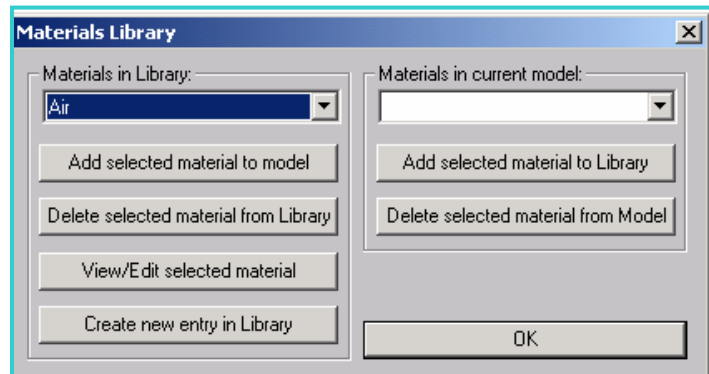 Materials Library
Materials in Library:
Air
Add selected material to model
Delete selected material from Library
View/Edit selected material
Create new entry in Library
Materials in current model:
Add selected material to Library
Delete selected material from Model
OK